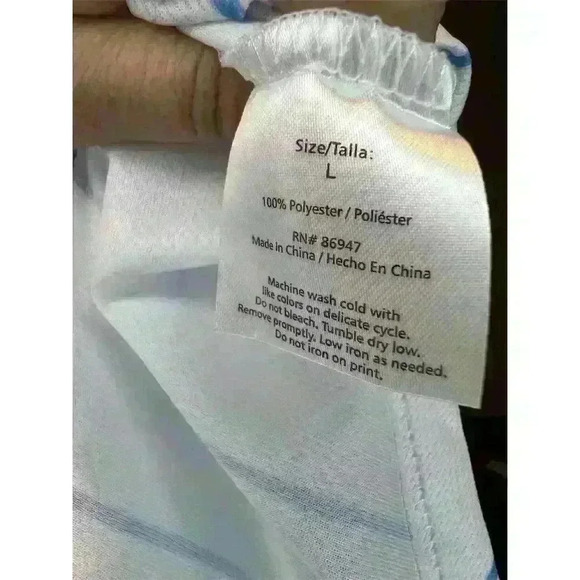 Size/Talla:
L
100% Polyester / Poliéster
RN# 86947
Made in China / Hecho En China
Machine wash cold with
like colors on delicate cycle.
Do not bleach. Tumble dry low.
Remove promptly. Low iron as needed.
Do not iron on print.